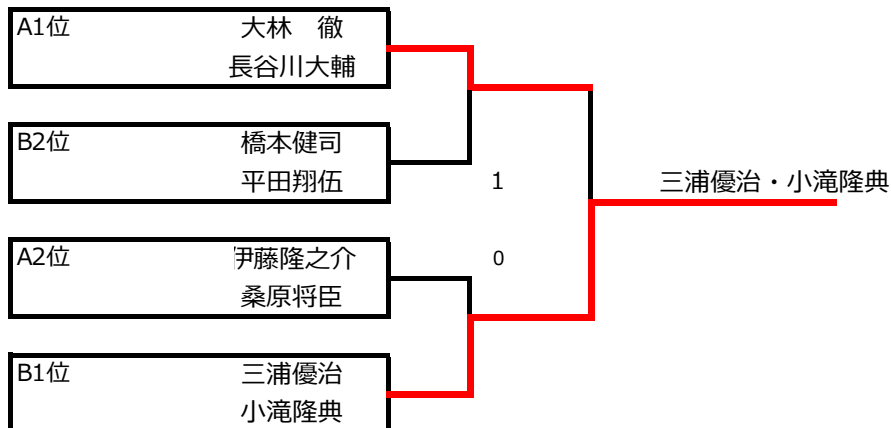 A1位
大林　徹
長谷川大輔
B2位
橋本健司
平田翔伍
1
三浦優治・小滝隆典
A2位
伊藤隆之介
0
桑原将臣
B1位
三浦優治
小滝隆典